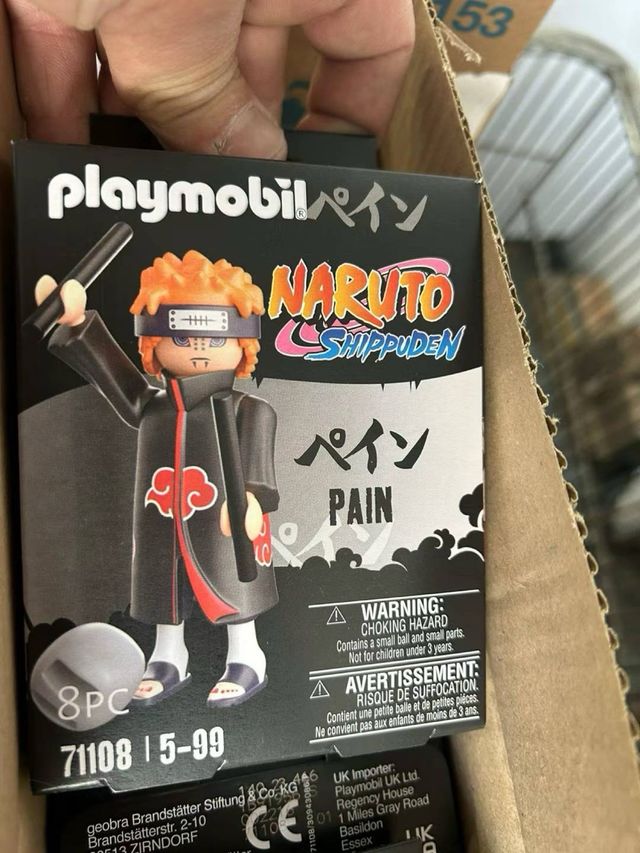 153
playmobil® ペイン
NARUTO
SHIPPUDEN
ペイン
PAIN
WARNING:
CHOKING HAZARD
Contains a small ball and small parts.
Not for children under 3 years.
AVERTISSEMENT:
RISQUE DE SUFFOCATION.
Contient une petite balle et de petites pièces.
Ne convient pas aux enfants de moins de 3 ans.
8PC
71108 | 5-99
geobra Brandstätter Stiftung & Co. KG
Brandstätterstr. 2-10
ZIRNDORF
CE
UK Importer:
Playmobil UK Ltd.
Regency House
1 Miles Gray Road
Basildon
Essex
UK